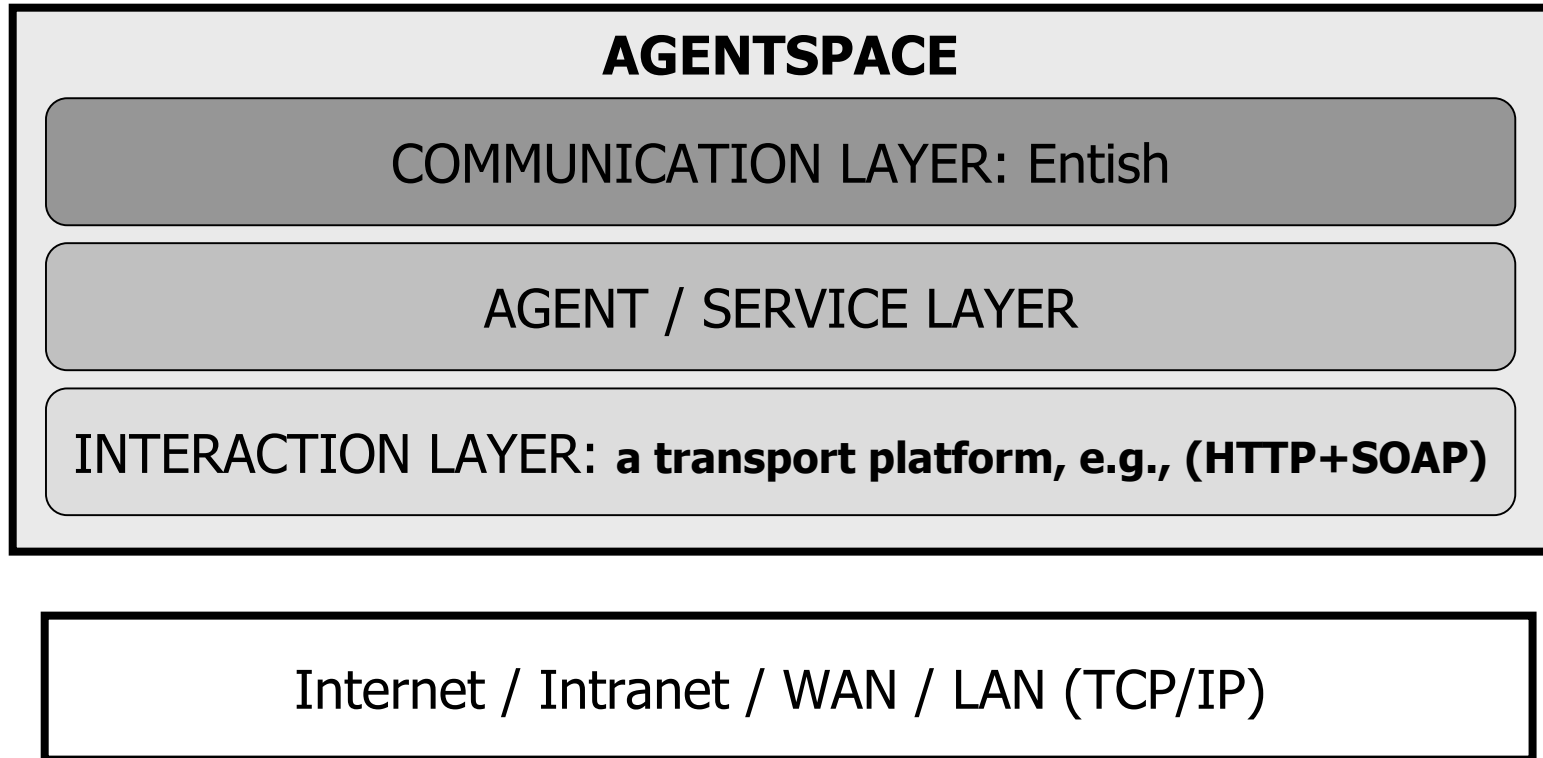 AGENTSPACE
COMMUNICATION LAYER: Entish
AGENT / SERVICE LAYER
INTERACTION LAYER: a transport platform, e.g., (HTTP+SOAP)
Internet / Intranet / WAN / LAN (TCP/IP)